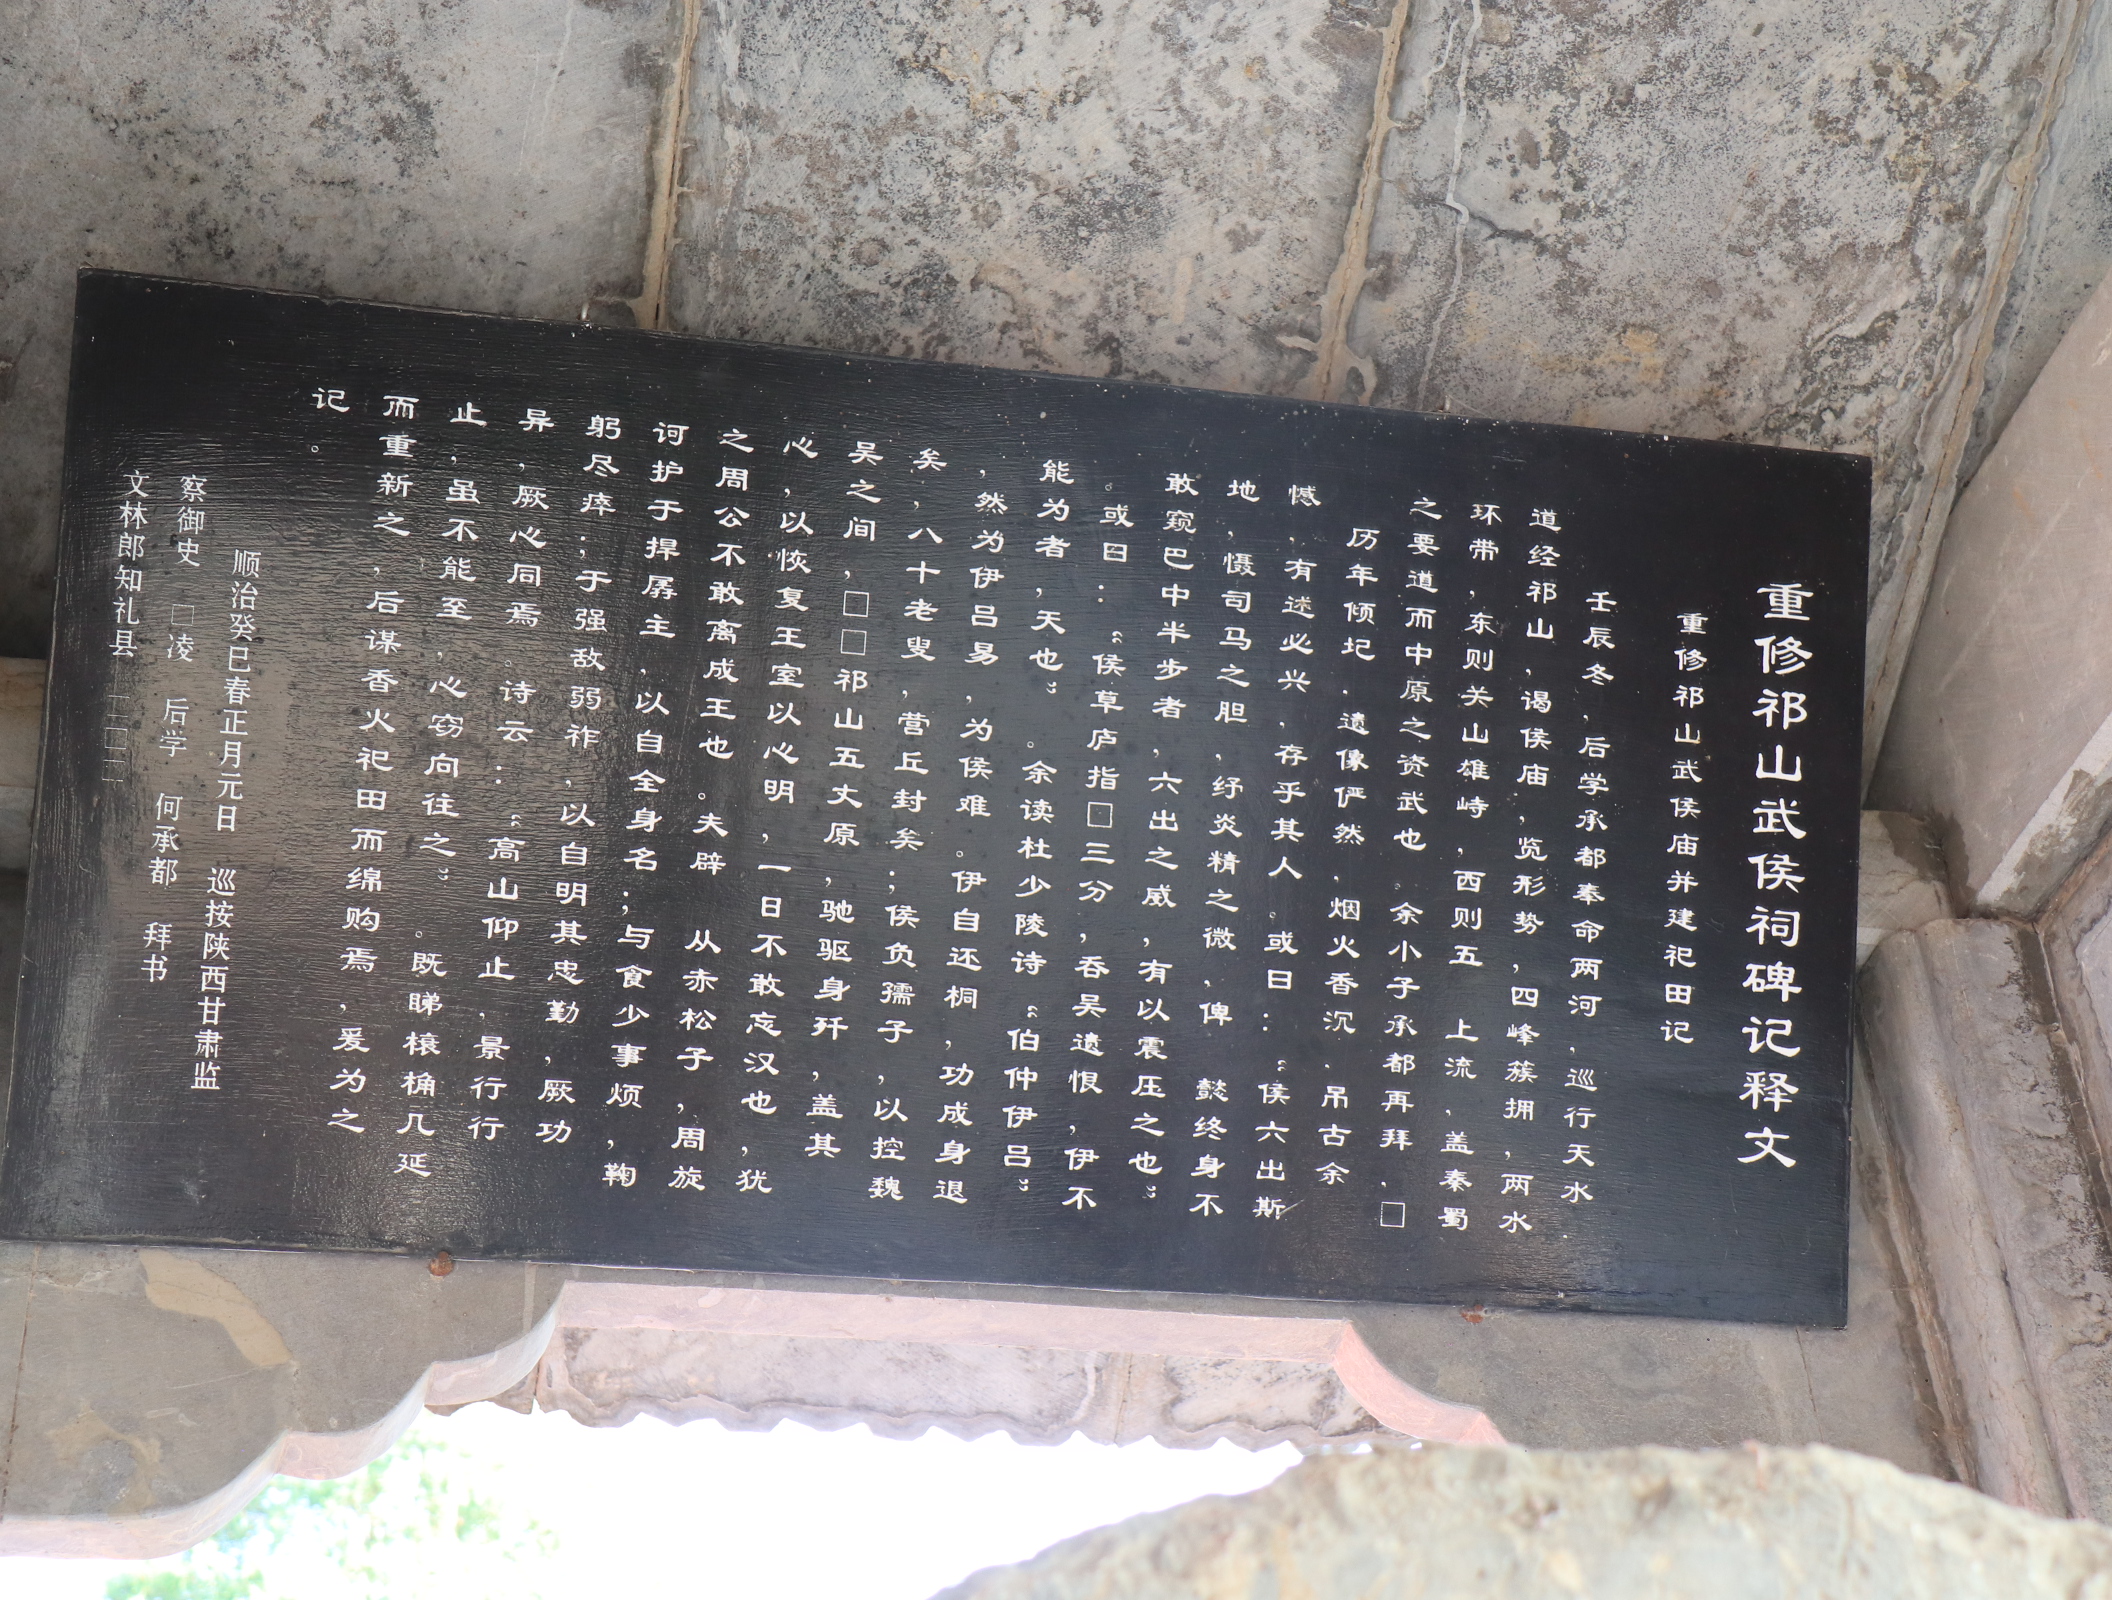 重修祁山武侯祠碑记释文
重修祁山武侯庙并建祀田记
壬辰冬，后学承都奉命两河，巡行天水
道经祁山，谒侯庙，览形势，四峰簇拥，两水
环带，东则关山雄峙，西则五 上流，盖秦蜀
之要道而中原之资武也。余小子承都再拜，□
历年倾圮，遗像俨然，烟火香沉，吊古余
憾，有迷必兴，存乎其人。或曰：“侯六出斯
地，慑司马之胆，纾炎精之微，俾 懿终身不
敢窥巴中半步者，六出之威，有以震压之也”
。或曰：“侯草庐指□三分，吞吴遗恨，伊不
能为者，天也”。余读杜少陵诗“伯仲伊吕”
，然为伊吕易，为侯难。伊自还桐，功成身退
矣，八十老叟，营丘封矣；侯负孺子，以控魏
吴之间，□□祁山五丈原，驰驱身歼，盖其
心，以恢复王室以心明，一日不敢忘汉也，犹
之周公不敢离成王也。夫辟 从赤松子，周旋
诃护于捍孱主，以自全身名；与食少事烦，鞠
躬尽瘁；于强敌弱祚，以自明其忠勤，厥功
异，厥心同焉。诗云：“高山仰止，景行行
止，虽不能至，心窃向往之”。既睇榱桷几延
而重新之，后谋香火祀田而绵购焉，爰为之
记。
顺治癸巳春正月元日 巡按陕西甘肃监
察御史 □凌 后学 何承都 拜书
文林郎知礼县 □□□